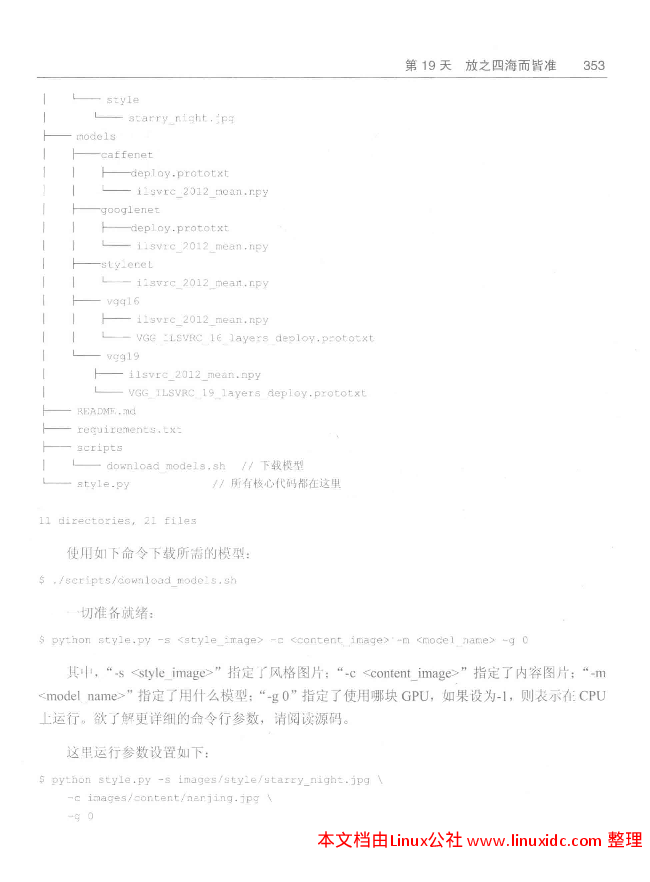 第 19 天 放之四海而皆准 353
│ └── style
│ └── starry_night.jpg
├── models
│ ├──caffenet
│ │ ├──deploy.prototxt
│ │ └── ilsvrc_2012_mean.npy
│ ├──googlenet
│ │ ├──deploy.prototxt
│ │ └── ilsvrc_2012_mean.npy
│ ├──stylenet
│ │ └── ilsvrc_2012_mean.npy
│ ├── vgg16
│ │ ├── ilsvrc_2012_mean.npy
│ │ └── VGG_ILSVRC_16_layers_deploy.prototxt
│ └── vgg19
│ ├── ilsvrc_2012_mean.npy
│ └── VGG_ILSVRC_19_layers_deploy.prototxt
├── README.md
├── requirements.txt
├── scripts
│ └── download_models.sh // 下载模型
└── style.py // 所有核心代码都在这里
11 directories, 21 files
使用如下命令下载所需的模型:
$ ./scripts/download_models.sh
一切准备就绪:
$ python style.py -s <style_image> -c <content_image> -m <model_name> -g 0
其中,“-s <style_image>”指定了风格图片;“-c <content_image>”指定了内容图片;“-m
<model_name>”指定了用什么模型;“-g 0”指定了使用哪块 GPU,如果设为-1,则表示在 CPU
上运行。欲了解更详细的命令行参数,请阅读源码。
这里运行参数设置如下:
$ python style.py -s images/style/starry_night.jpg \
-c images/content/nanjing.jpg \
-g 0
本文档由Linux公社 www.linuxidc.com 整理